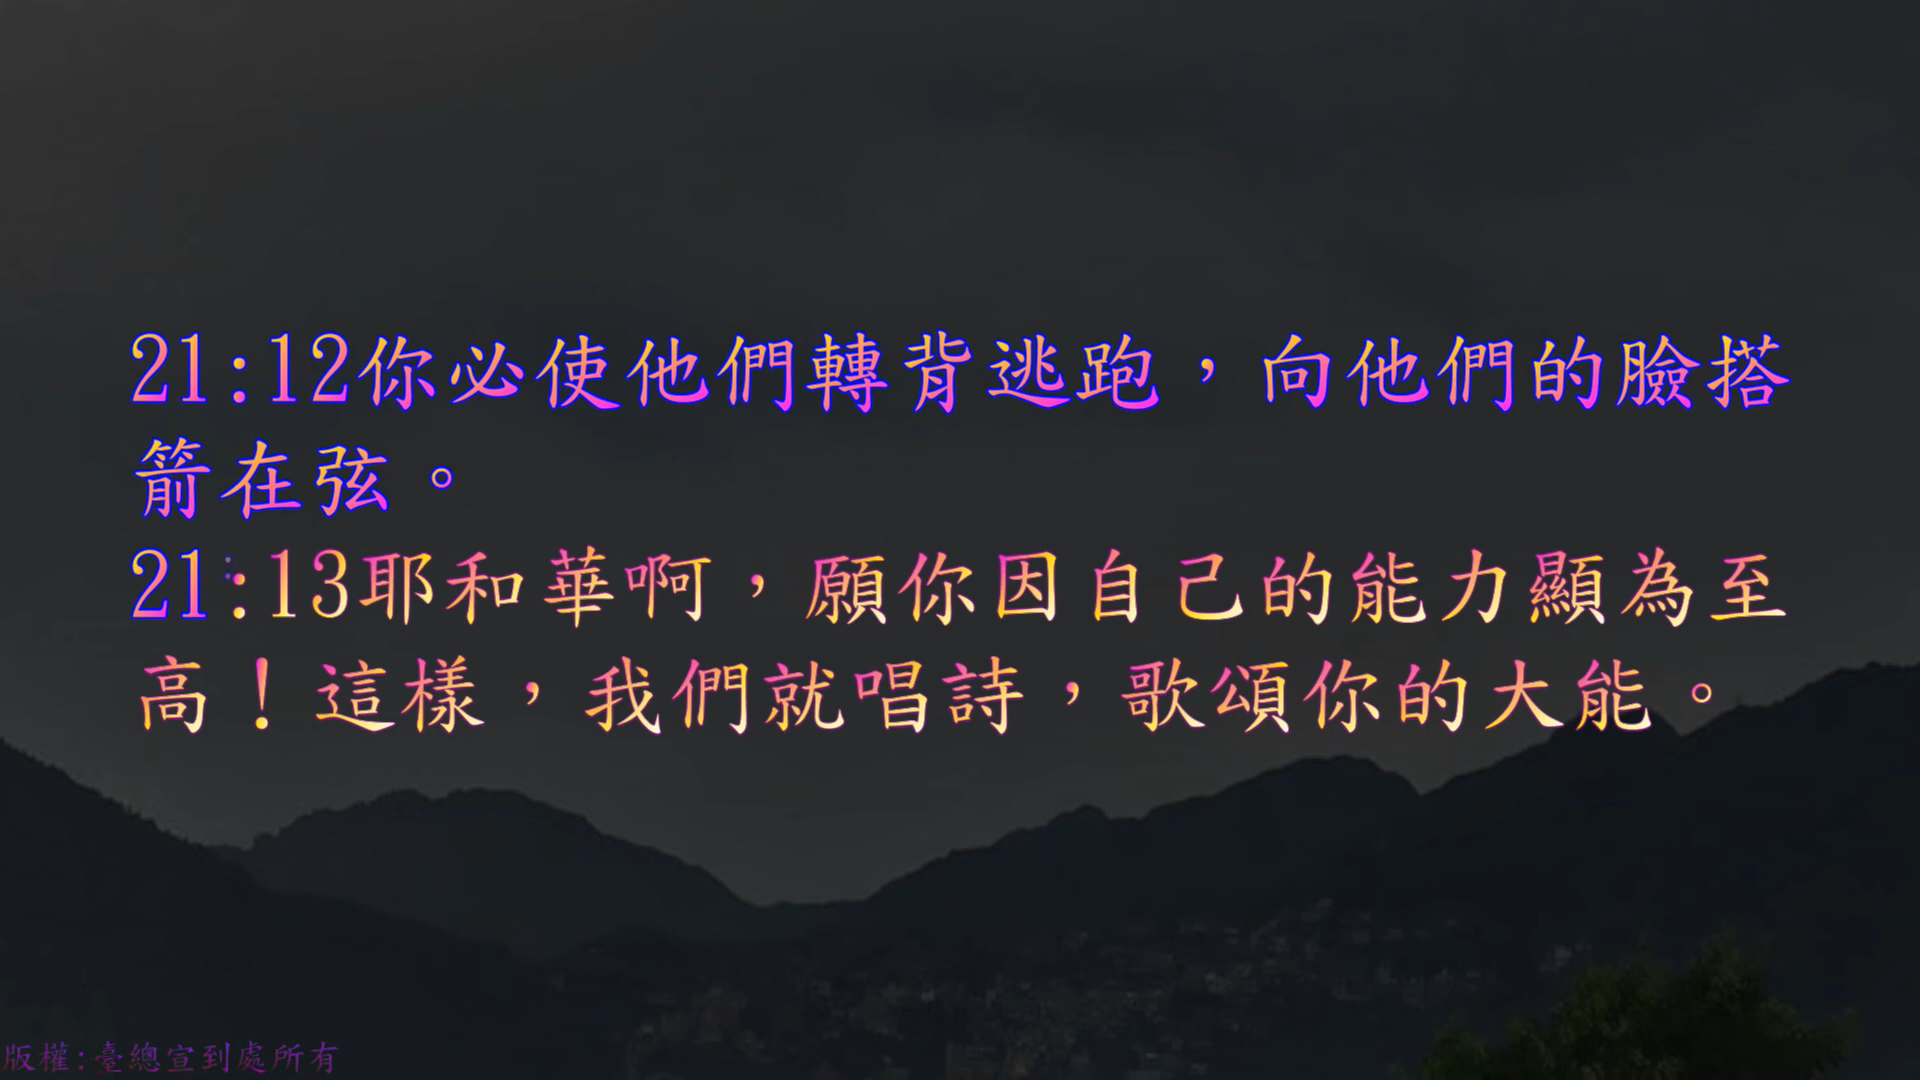 21:12你必使他們轉背逃跑，向他們的臉搭
箭在弦。
21:13耶和華啊，願你因自己的能力顯為至
高！這樣，我們就唱詩，歌頌你的大能。
版權:臺總宣到處所有